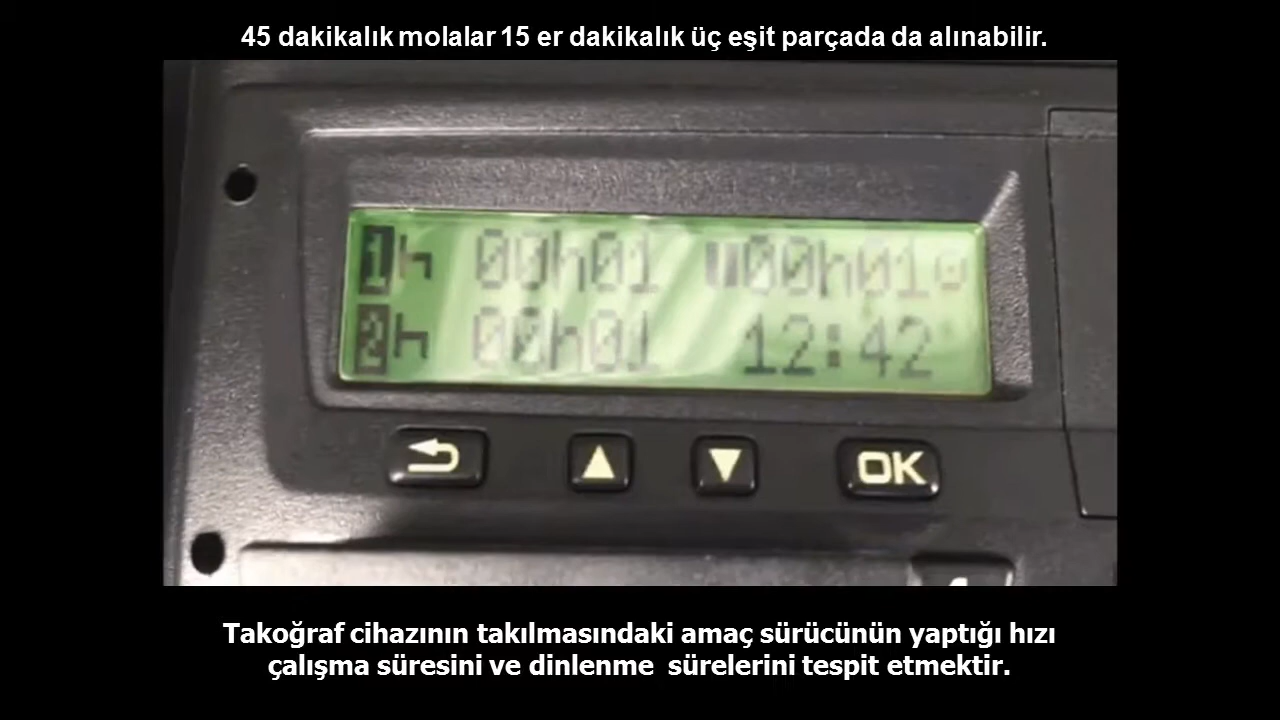 45 dakikalık molalar 15 er dakikalık üç eşit parçada da alınabilir.
1h 00h01 00h01
2h 00h01 12:42
OK
Takoğraf cihazının takılmasındaki amaç sürücünün yaptığı hızı
çalışma süresini ve dinlenme sürelerini tespit etmektir.